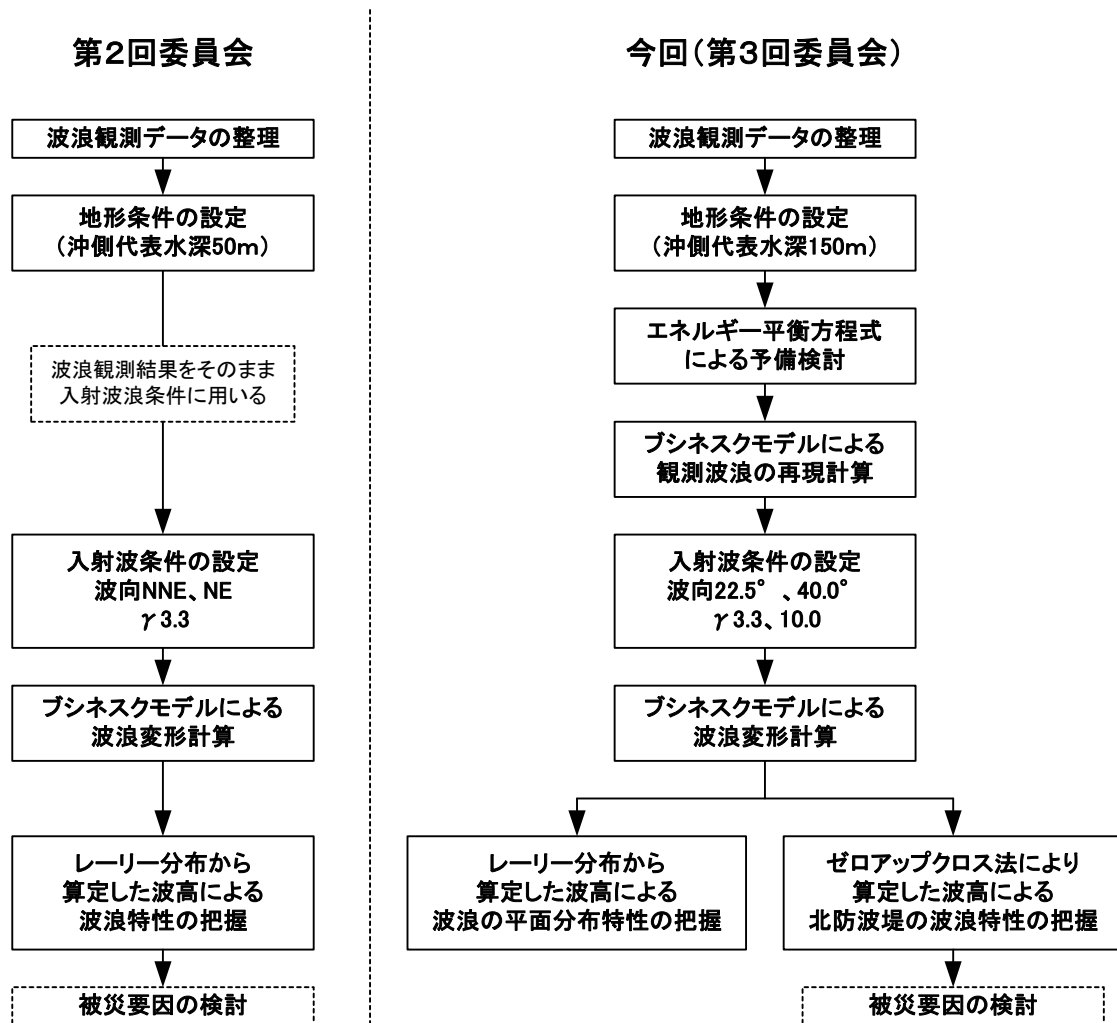 第2回委員会
波浪観測データの整理
地形条件の設定
（沖側代表水深50m）
波浪観測結果をそのまま
入射波浪条件に用いる
入射波条件の設定
波向NNE、NE
γ3.3
ブシネスクモデルによる
波浪変形計算
レーリー分布から
算定した波高による
波浪特性の把握
被災要因の検討
今回（第3回委員会）
波浪観測データの整理
地形条件の設定
（沖側代表水深150m）
エネルギー平衡方程式
による予備検討
ブシネスクモデルによる
観測波浪の再現計算
入射波条件の設定
波向22.5°、40.0°
γ3.3、10.0
ブシネスクモデルによる
波浪変形計算
レーリー分布から
算定した波高による
波浪の平面分布特性の把握
ゼロアップクロス法により
算定した波高による
北防波堤の波浪特性の把握
被災要因の検討